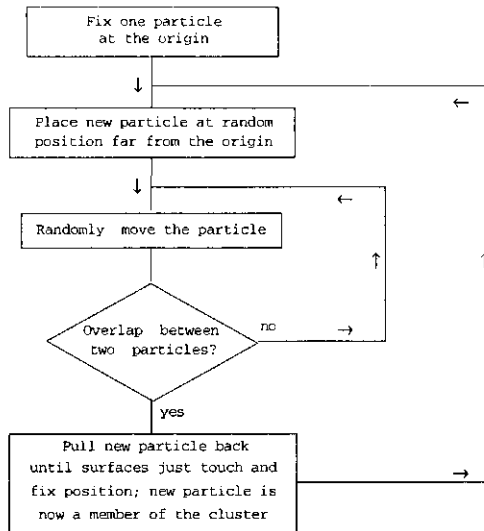 Fix one particle
at the origin
Place new particle at random
position far from the origin
Randomly move the particle
Overlap between
two particles?
no
yes
Pull new particle back
until surfaces just touch and
fix position; new particle is
now a member of the cluster